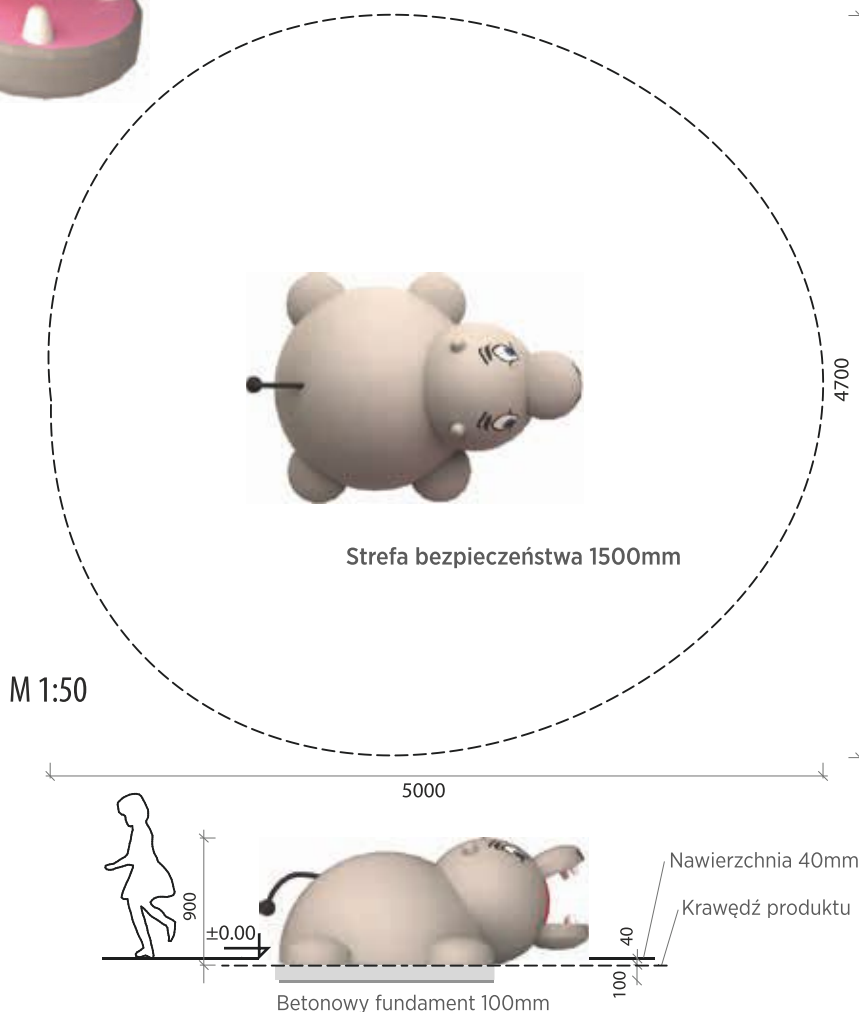 4700
Strefa bezpieczeństwa 1500mm
M 1:50
5000
Nawierzchnia 40mm
Krawędź produktu
900
±0.00
40
100
Betonowy fundament 100mm